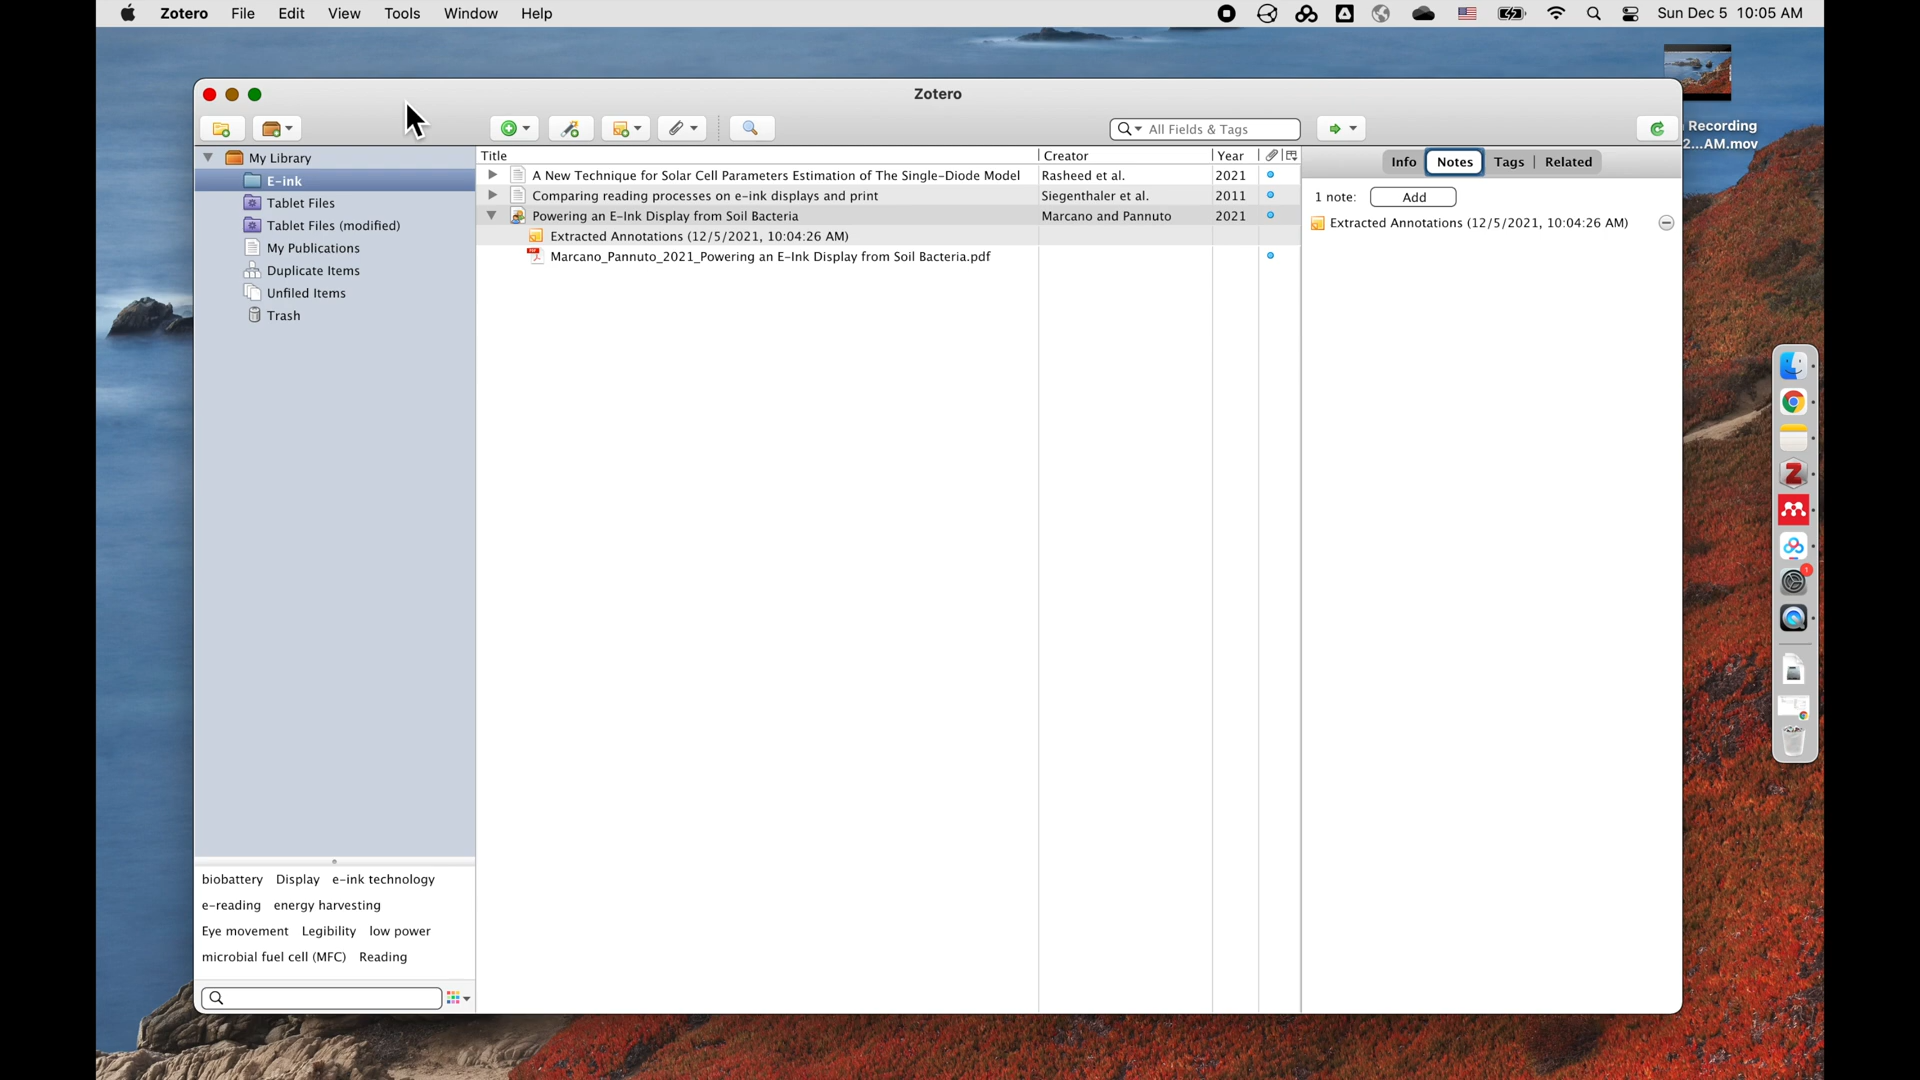 Zotero File Edit View Tools Window Help Sun Dec 5 10:05 AM
Zotero
Recording
2...AM.mov
All Fields & Tags
My Library
E-ink
Tablet Files
Tablet Files (modified)
My Publications
Duplicate Items
Unfiled Items
Trash
Title Creator Year
A New Technique for Solar Cell Parameters Estimation of The Single-Diode Model Rasheed et al. 2021
Comparing reading processes on e-ink displays and print Siegenthaler et al. 2011
Powering an E-Ink Display from Soil Bacteria Marcano and Pannuto 2021
Extracted Annotations (12/5/2021, 10:04:26 AM)
Marcano_Pannuto_2021_Powering an E-Ink Display from Soil Bacteria.pdf
Info Notes Tags Related
1 note: Add
Extracted Annotations (12/5/2021, 10:04:26 AM)
biobattery Display e-ink technology
e-reading energy harvesting
Eye movement Legibility low power
microbial fuel cell (MFC) Reading
Z
1